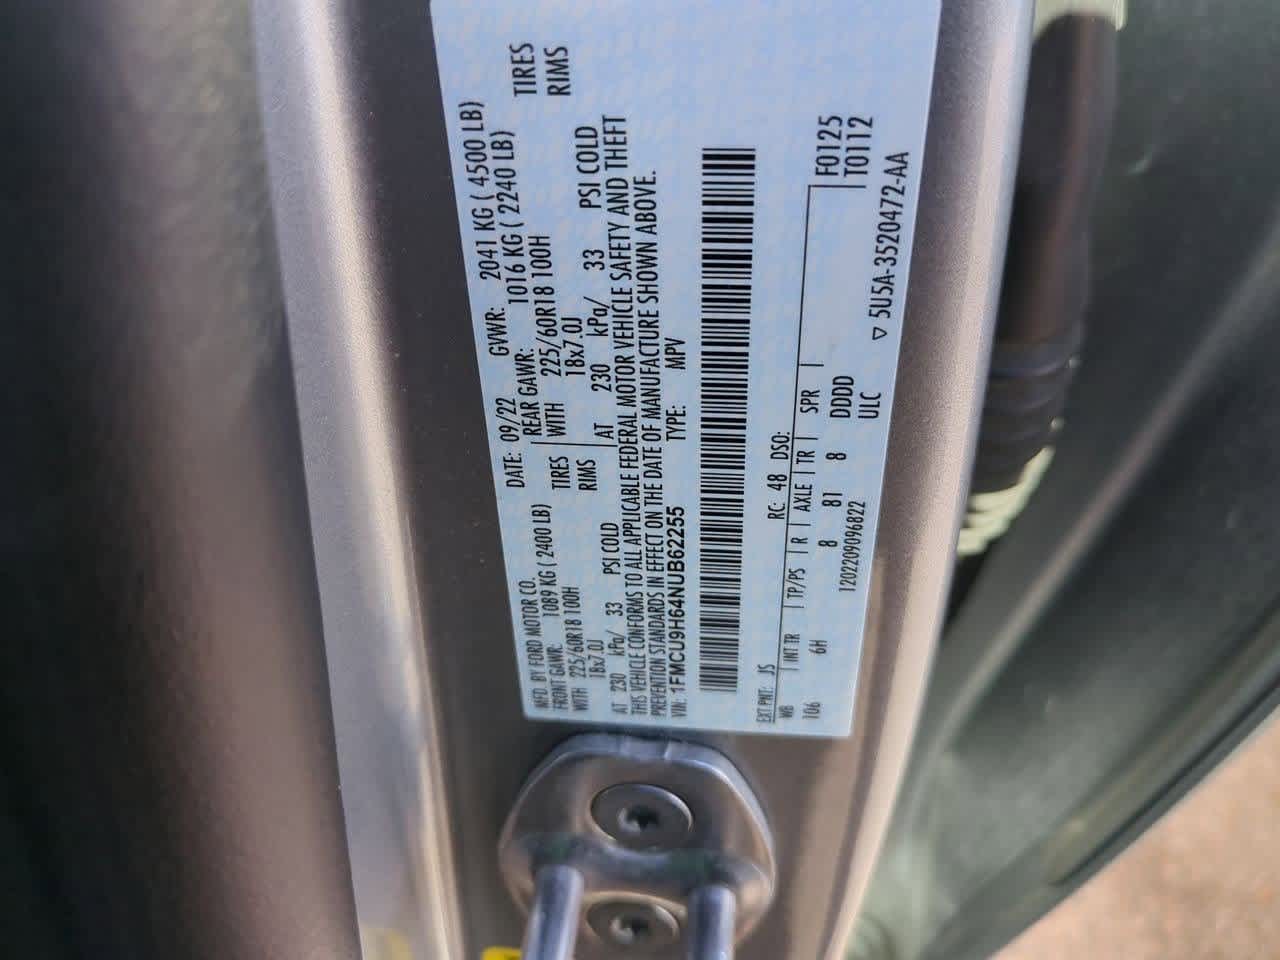 MFD. BY FORD MOTOR CO. DATE: 09/22 GVWR: 2041 KG ( 4500 LB)
FRONT GAWR: 1089 KG ( 2400 LB) REAR GAWR: 1016 KG ( 2240 LB)
WITH 225/60R18 100H TIRES WITH 225/60R18 100H TIRES
18x7.0J RIMS 18x7.0J RIMS
AT 230 kPa/ 33 PSI COLD AT 230 kPa/ 33 PSI COLD
THIS VEHICLE CONFORMS TO ALL APPLICABLE FEDERAL MOTOR VEHICLE SAFETY AND THEFT
PREVENTION STANDARDS IN EFFECT ON THE DATE OF MANUFACTURE SHOWN ABOVE.
VIN: 1FMCU9H64NUB62255 TYPE: MPV
EXT PNT: JS RC: 48 DSO:
WB INT TR TP/PS R AXLE TR SPR F0125
106 6H 8 81 8 DDDD T0112
1202209096822 ULC
▽ 5U5A-3520472-AA